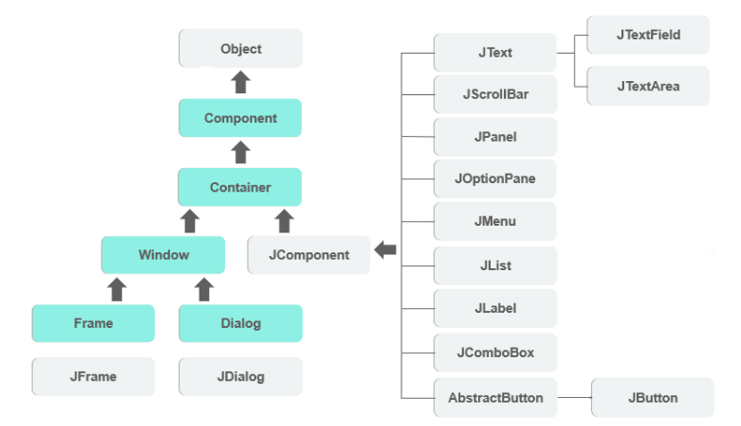 Object
Component
Container
Window
JComponent
Frame
Dialog
JFrame
JDialog
JText
JScrollBar
JPanel
JOptionPane
JMenu
JList
JLabel
JComboBox
AbstractButton
JTextField
JTextArea
JButton